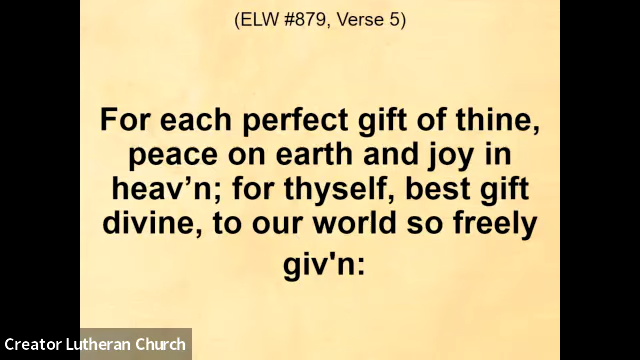 (ELW #879, Verse 5)
For each perfect gift of thine,
peace on earth and joy in
heav’n; for thyself, best gift
divine, to our world so freely
giv'n:
Creator Lutheran Church